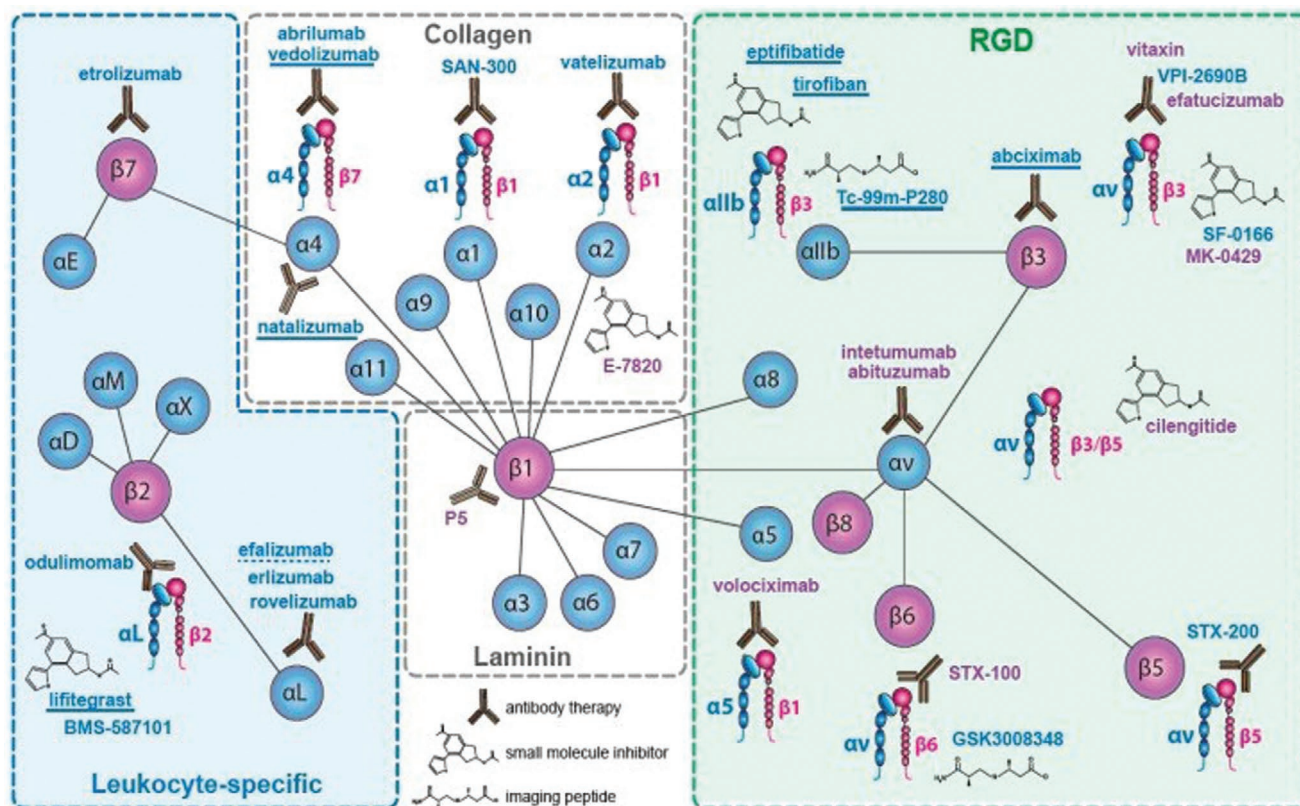 Collagen
abrilumab
vedolizumab
SAN-300
vatelizumab
α4
β7
α1
β1
α2
β1
α4
α1
α2
α9
α10
α11
natalizumab
E-7820
etrolizumab
β7
αE
αM
αX
αD
β2
odulimomab
αL
β2
efalizumab
erlizumab
rovelizumab
αL
lifitegrast
BMS-587101
Leukocyte-specific
β1
P5
α3
α6
α7
Laminin
antibody therapy
small molecule inhibitor
imaging peptide
RGD
eptifibatide
tirofiban
αIIb
β3
Tc-99m-P280
abciximab
vitaxin
VPI-2690B
efatucizumab
αv
β3
SF-0166
MK-0429
αIIb
β3
α8
intetumumab
abituzumab
αv
αv
β3/β5
cilengitide
β8
α5
volociximab
α5
β1
β6
STX-100
αv
β6
GSK3008348
β5
STX-200
αv
β5